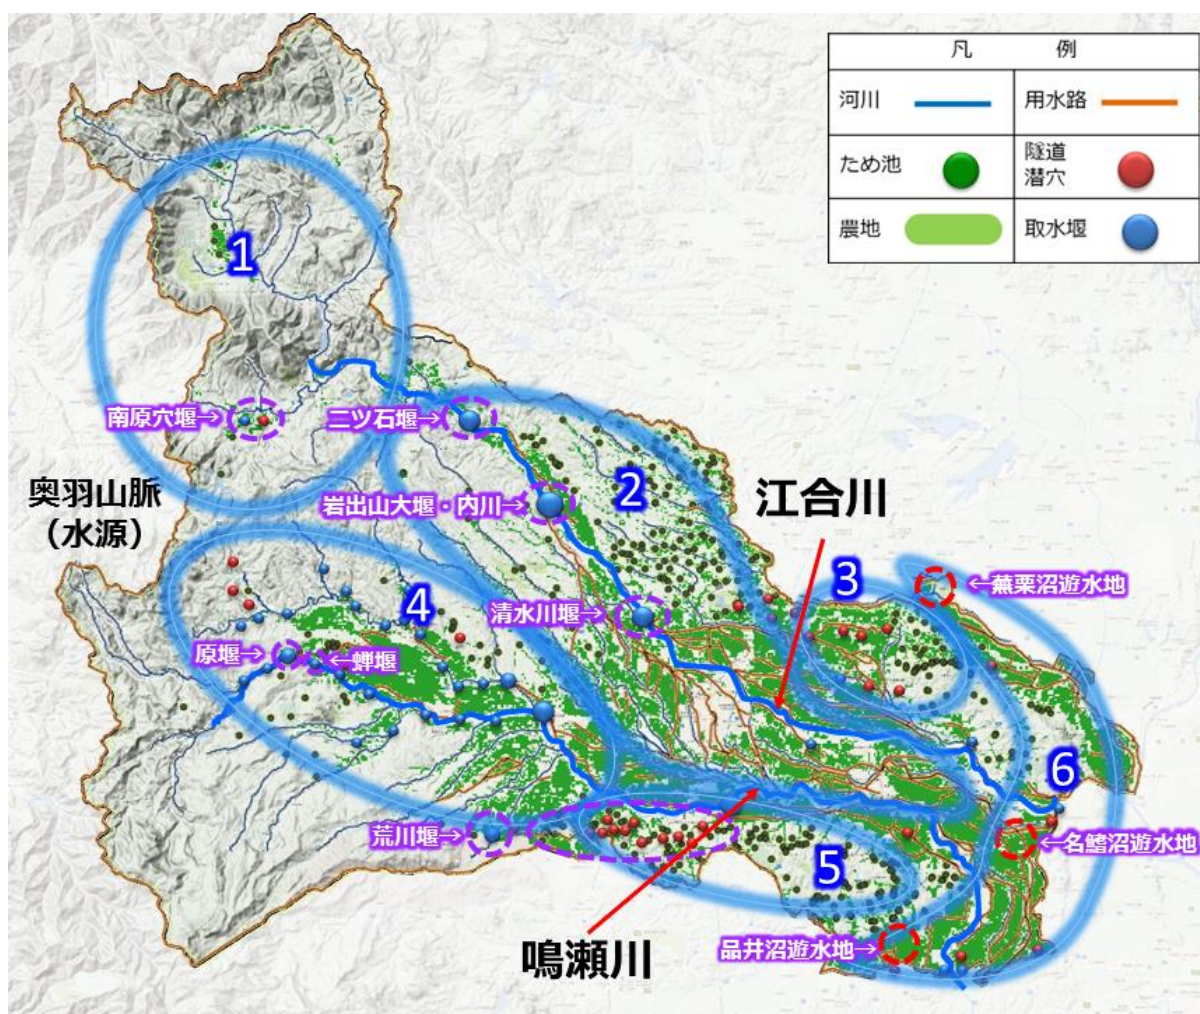 凡 例
河川
用水路
ため池
隧道
潜穴
農地
取水堰
1
南原穴堰→
二ツ石堰→
奥羽山脈
（水源）
岩出山大堰・内川→
2
江合川
3
←蕪栗沼遊水地
4
清水川堰→
原堰→
←蝉堰
6
荒川堰→
←名鰭沼遊水地
5
鳴瀬川
品井沼遊水地→